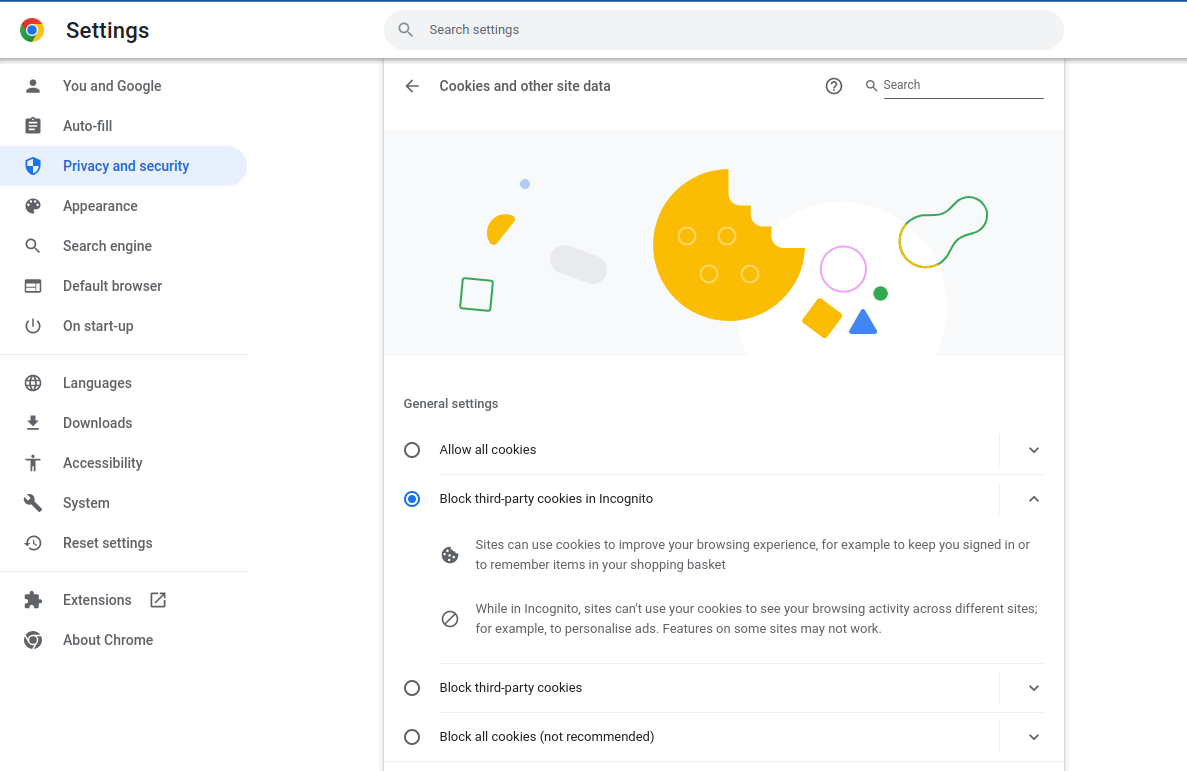 Settings
Search settings
You and Google
Auto-fill
Privacy and security
Appearance
Search engine
Default browser
On start-up
Languages
Downloads
Accessibility
System
Reset settings
Extensions
About Chrome
Cookies and other site data
Search
General settings
Allow all cookies
Block third-party cookies in Incognito
Sites can use cookies to improve your browsing experience, for example to keep you signed in or
to remember items in your shopping basket
While in Incognito, sites can't use your cookies to see your browsing activity across different sites;
for example, to personalise ads. Features on some sites may not work.
Block third-party cookies
Block all cookies (not recommended)